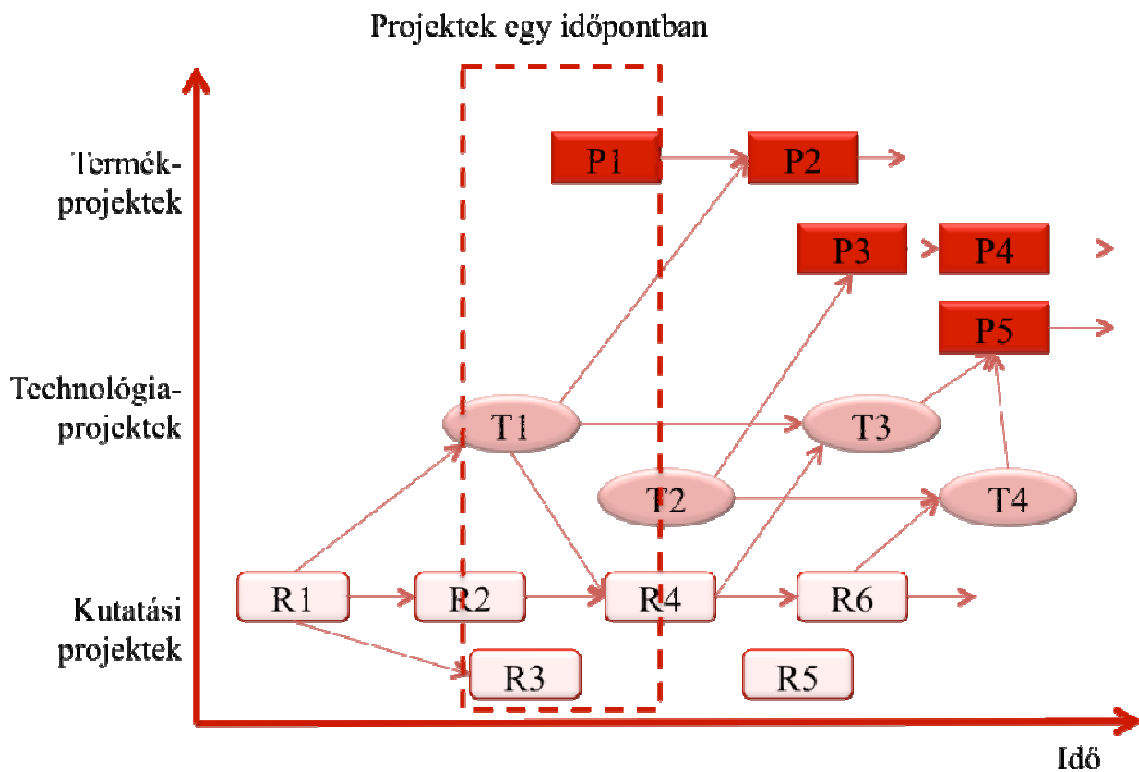 Projektek egy időpontban
Termék-
projektek
P1
P2
P3
P4
P5
Technológia-
projektek
T1
T3
T2
T4
Kutatási
projektek
R1
R2
R4
R6
R3
R5
Idő